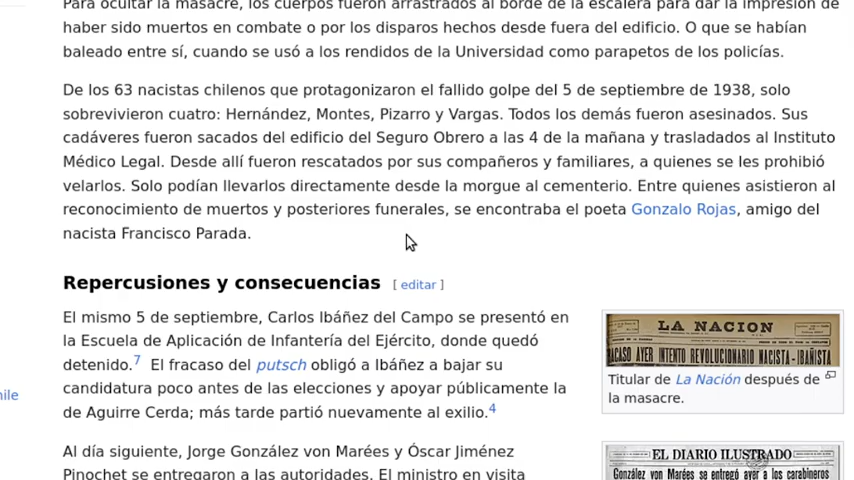 Para ocultar la masacre, los cuerpos fueron arrastrados al borde de la escalera para dar la impresión de
haber sido muertos en combate o por los disparos hechos desde fuera del edificio. O que se habían
baleado entre sí, cuando se usó a los rendidos de la Universidad como parapetos de los policías.
De los 63 nacistas chilenos que protagonizaron el fallido golpe del 5 de septiembre de 1938, solo
sobrevivieron cuatro: Hernández, Montes, Pizarro y Vargas. Todos los demás fueron asesinados. Sus
cadáveres fueron sacados del edificio del Seguro Obrero a las 4 de la mañana y trasladados al Instituto
Médico Legal. Desde allí fueron rescatados por sus compañeros y familiares, a quienes se les prohibió
velarlos. Solo podían llevarlos directamente desde la morgue al cementerio. Entre quienes asistieron al
reconocimiento de muertos y posteriores funerales, se encontraba el poeta Gonzalo Rojas, amigo del
nacista Francisco Parada.
Repercusiones y consecuencias [ editar ]
El mismo 5 de septiembre, Carlos Ibáñez del Campo se presentó en
la Escuela de Aplicación de Infantería del Ejército, donde quedó
detenido.7 El fracaso del putsch obligó a Ibáñez a bajar su
candidatura poco antes de las elecciones y apoyar públicamente la
de Aguirre Cerda; más tarde partió nuevamente al exilio.4
Al día siguiente, Jorge González von Marées y Óscar Jiménez
Pinochet se entregaron a las autoridades. El ministro en visita
LA NACION
ACASO AYER INTENTO REVOLUCIONARIO NACISTA-IBAÑISTA
Titular de La Nación después de
la masacre.
EL DIARIO ILUSTRADO
González von Marées se entregó ayer a los carabineros